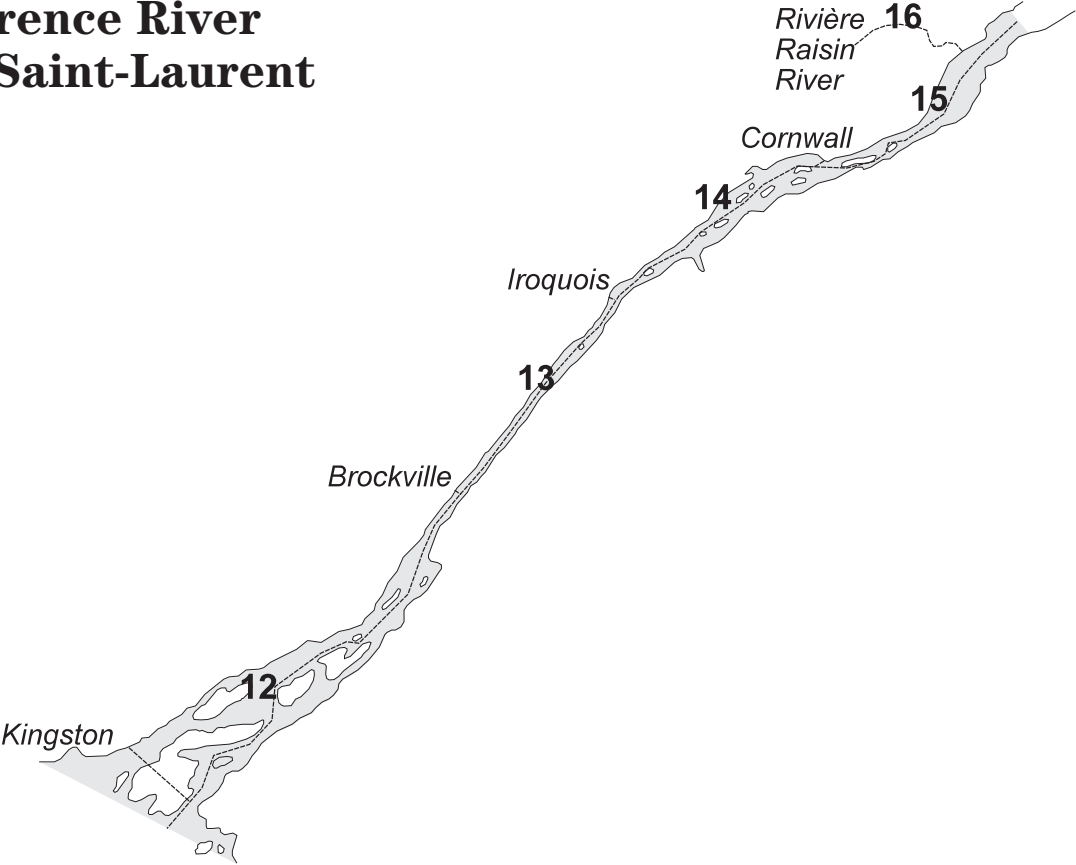 rence River
Saint-Laurent
Rivière
Raisin
River
16
15
Cornwall
14
Iroquois
13
Brockville
12
Kingston